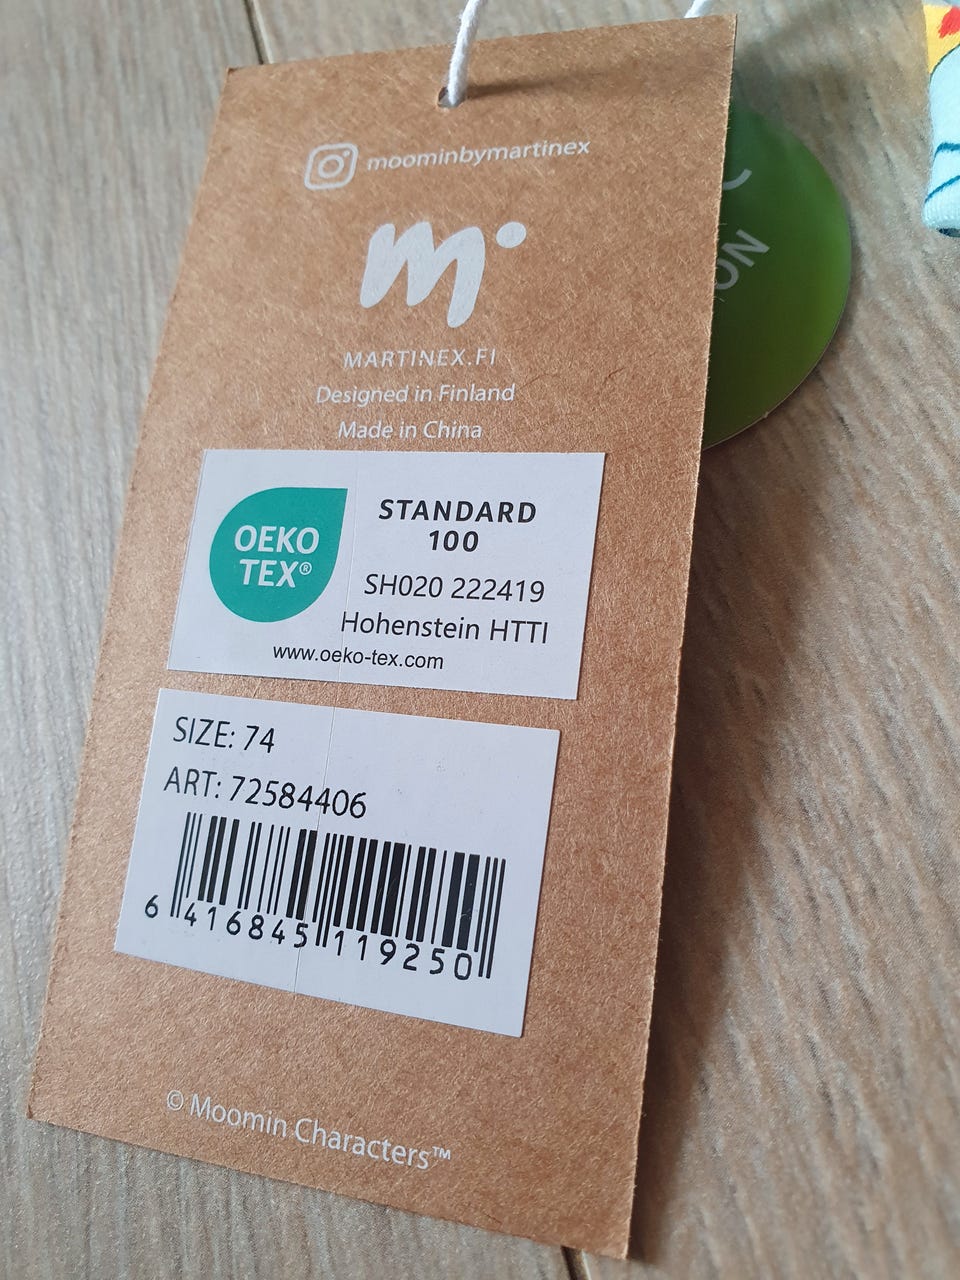 moominbymartinex
m
MARTINEX.FI
Designed in Finland
Made in China
OEKO
TEX®
STANDARD
100
SH020 222419
Hohenstein HTTI
www.oeko-tex.com
SIZE: 74
ART: 72584406
6 416845 119250
© Moomin Characters™